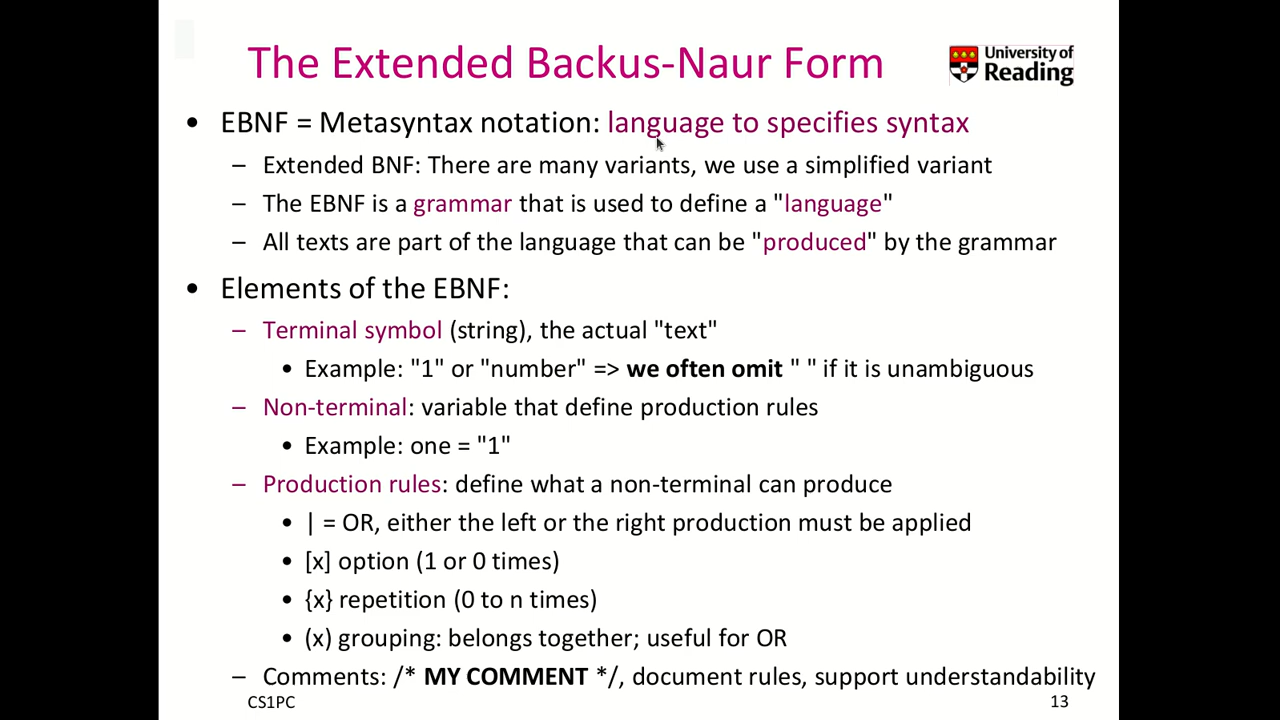 The Extended Backus-Naur Form
University of
Reading
• EBNF = Metasyntax notation: language to specifies syntax
– Extended BNF: There are many variants, we use a simplified variant
– The EBNF is a grammar that is used to define a "language"
– All texts are part of the language that can be "produced" by the grammar
• Elements of the EBNF:
– Terminal symbol (string), the actual "text"
• Example: "1" or "number" => we often omit " " if it is unambiguous
– Non-terminal: variable that define production rules
• Example: one = "1"
– Production rules: define what a non-terminal can produce
• | = OR, either the left or the right production must be applied
• [x] option (1 or 0 times)
• {x} repetition (0 to n times)
• (x) grouping: belongs together; useful for OR
– Comments: /* MY COMMENT */, document rules, support understandability
CS1PC
13